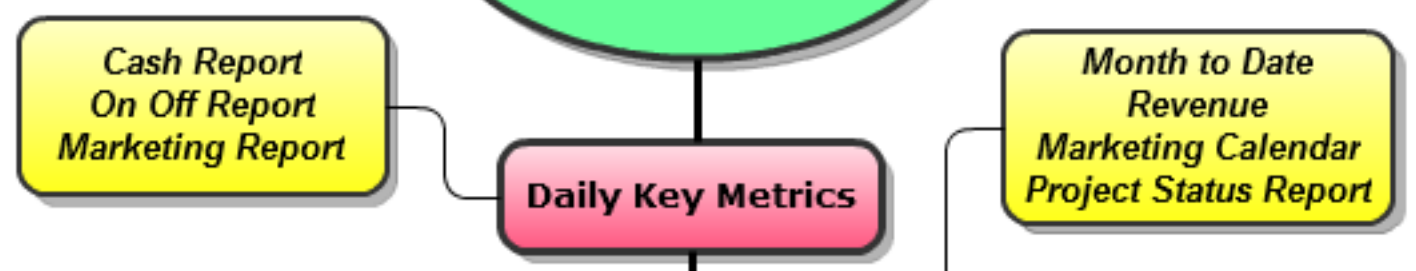 Cash Report
On Off Report
Marketing Report
Daily Key Metrics
Month to Date
Revenue
Marketing Calendar
Project Status Report